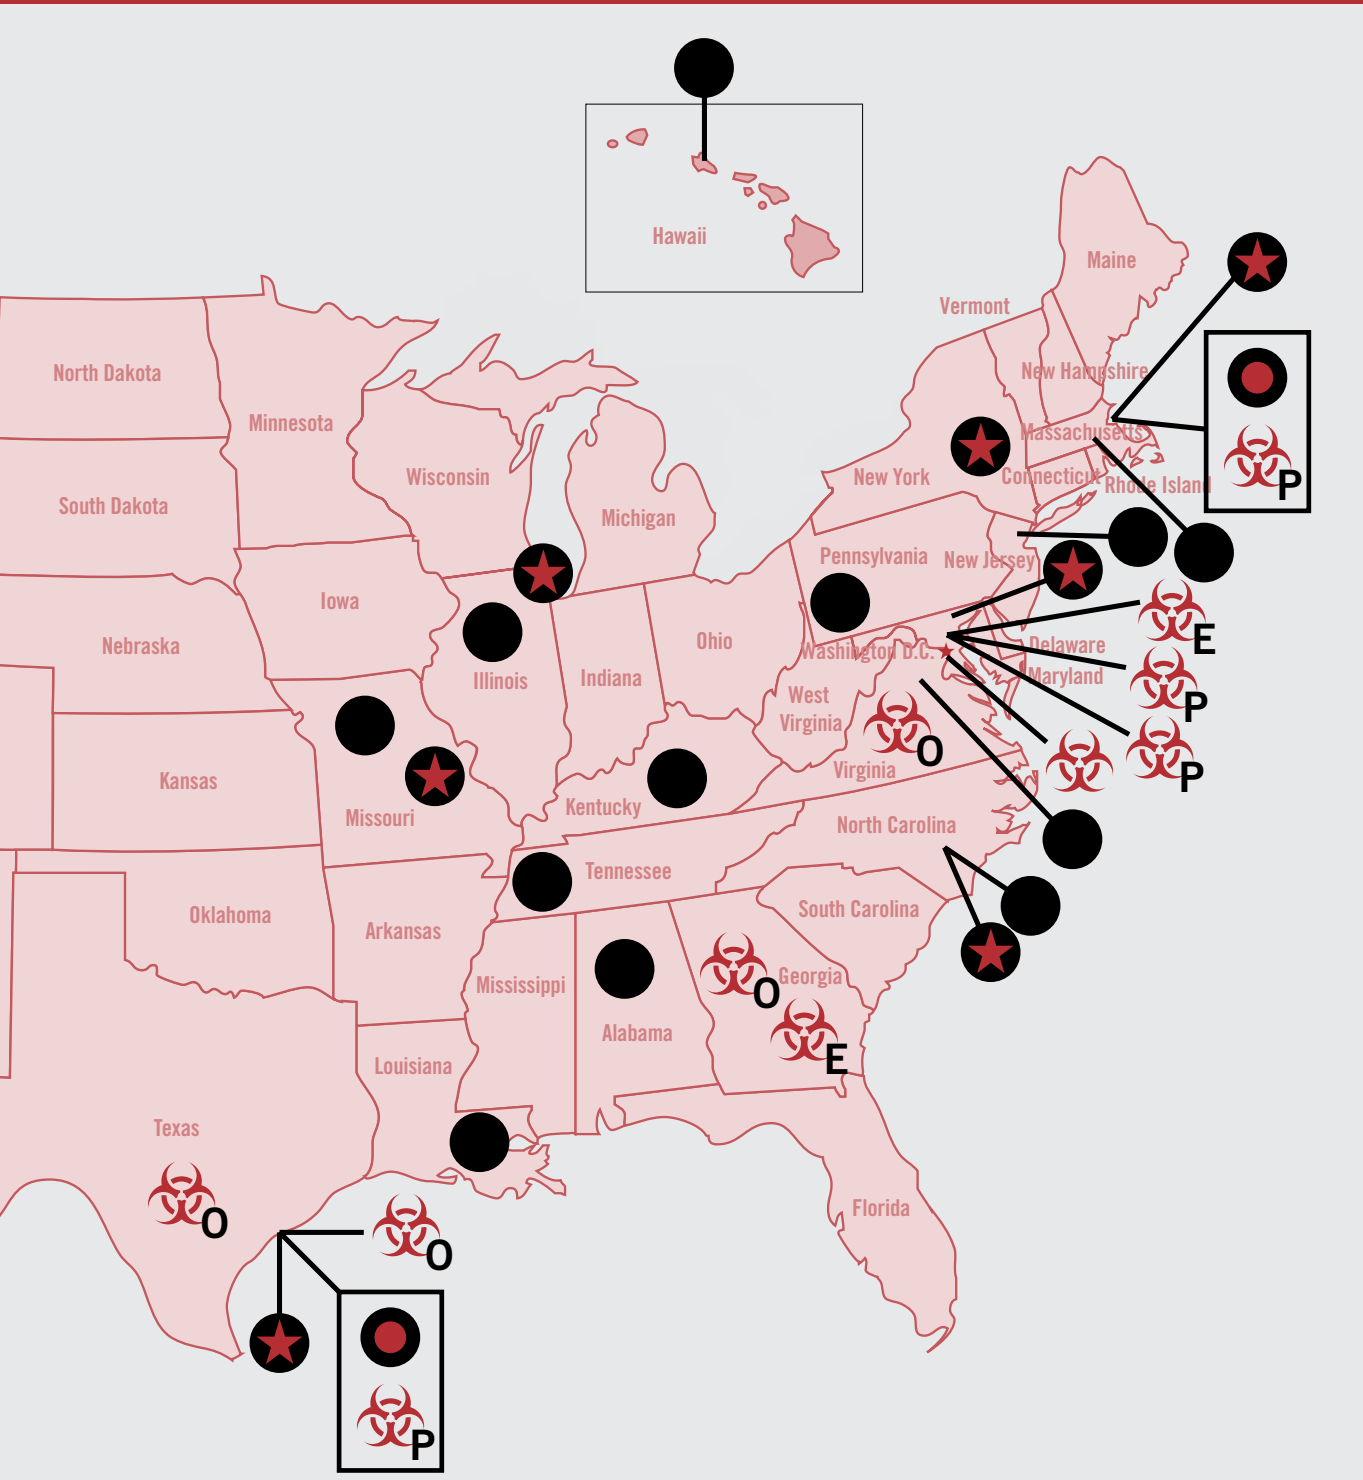 Hawaii
Maine
Vermont
North Dakota
New Hampshire
Minnesota
Massachusetts
Wisconsin
New York
Connecticut
Rhode Island
P
South Dakota
Michigan
Pennsylvania
New Jersey
Iowa
Ohio
Washington D.C.
Delaware
E
Nebraska
Illinois
Indiana
Maryland
West
Virginia
P
O
Virginia
P
Kansas
Missouri
Kentucky
North Carolina
Tennessee
Oklahoma
Arkansas
South Carolina
Mississippi
O
Georgia
Alabama
E
Louisiana
Texas
Florida
O
O
P